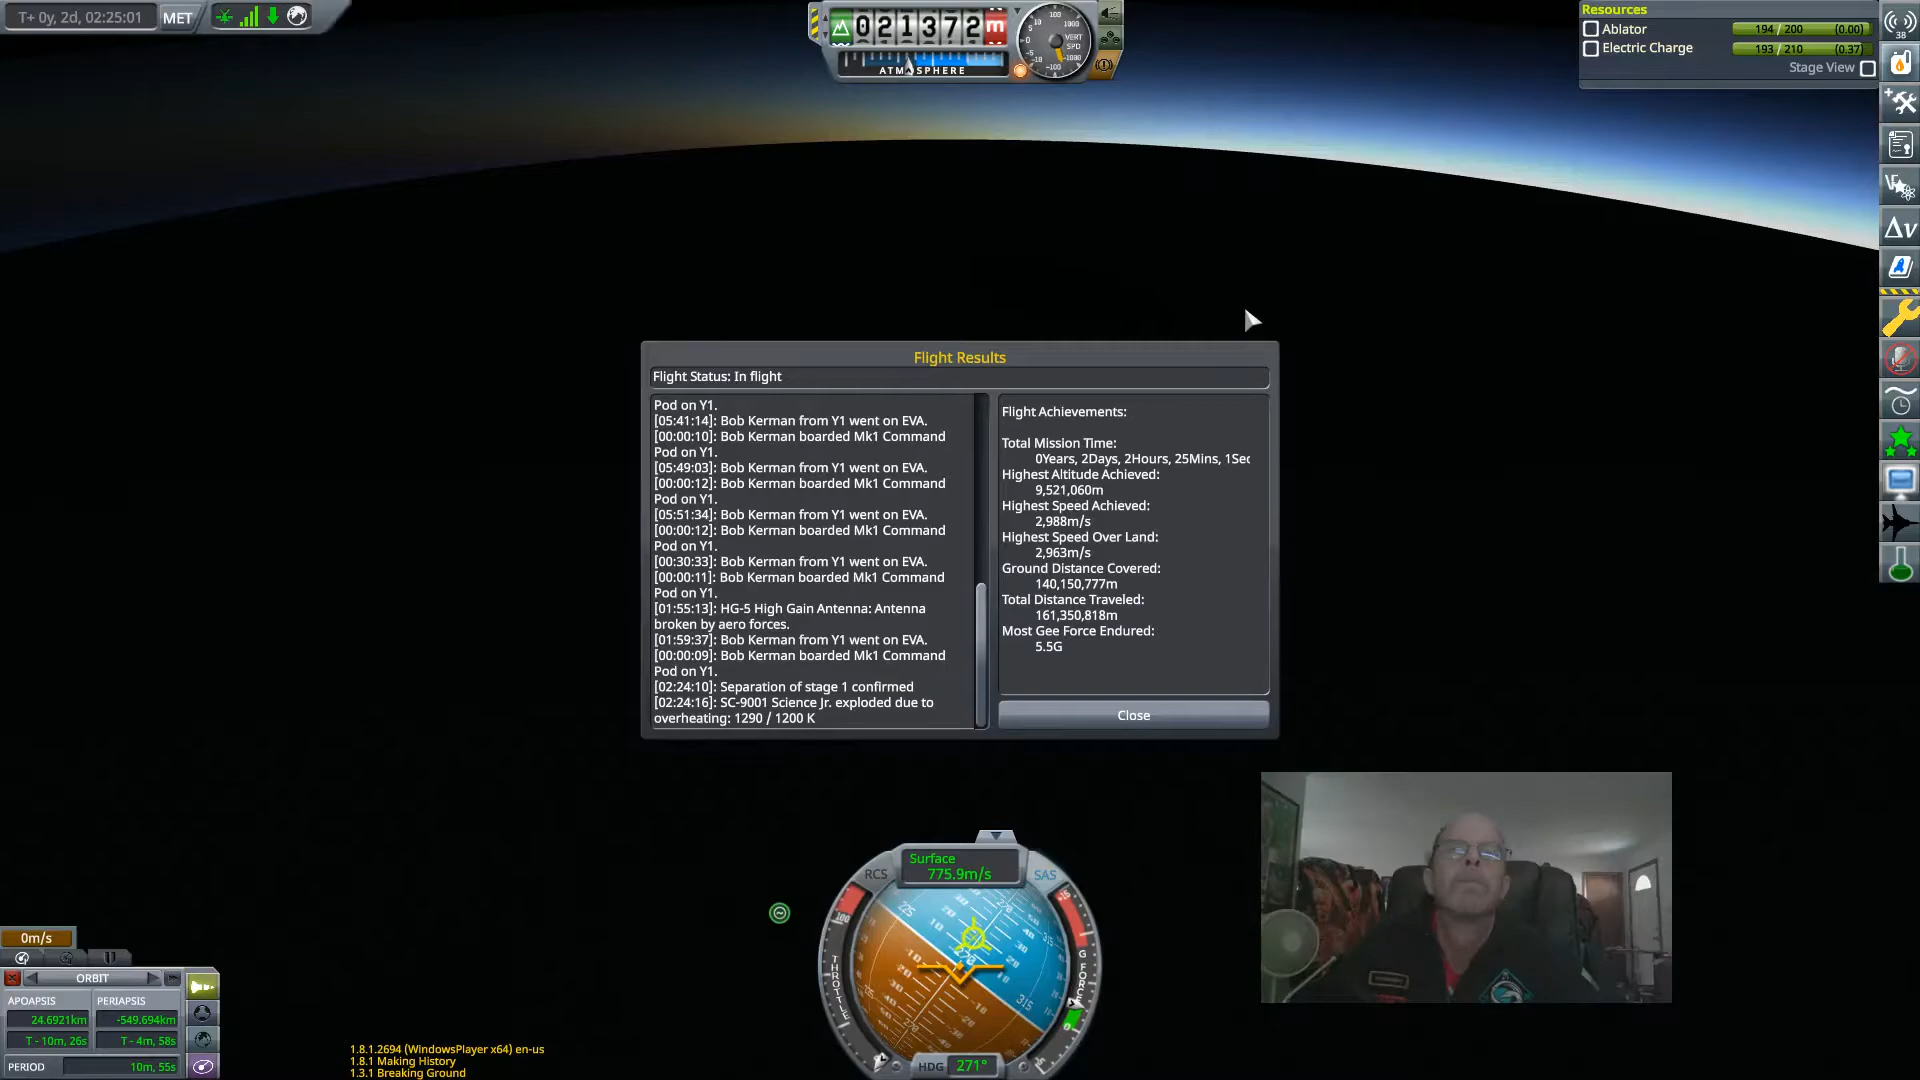 T+ 0y, 2d, 02:25:01 MET
021372 m
ATMOSPHERE
VERT
SPD
Resources
Ablator 194 / 200 (0.00)
Electric Charge 193 / 210 (0.37)
Stage View
38
Δv
Flight Results
Flight Status: In flight
Pod on Y1.
[05:41:14]: Bob Kerman from Y1 went on EVA.
[00:00:10]: Bob Kerman boarded Mk1 Command
Pod on Y1.
[05:49:03]: Bob Kerman from Y1 went on EVA.
[00:00:12]: Bob Kerman boarded Mk1 Command
Pod on Y1.
[05:51:34]: Bob Kerman from Y1 went on EVA.
[00:00:12]: Bob Kerman boarded Mk1 Command
Pod on Y1.
[00:30:33]: Bob Kerman from Y1 went on EVA.
[00:00:11]: Bob Kerman boarded Mk1 Command
Pod on Y1.
[01:55:13]: HG-5 High Gain Antenna: Antenna
broken by aero forces.
[01:59:37]: Bob Kerman from Y1 went on EVA.
[00:00:09]: Bob Kerman boarded Mk1 Command
Pod on Y1.
[02:24:10]: Separation of stage 1 confirmed
[02:24:16]: SC-9001 Science Jr. exploded due to
overheating: 1290 / 1200 K
Flight Achievements:
Total Mission Time:
0Years, 2Days, 2Hours, 25Mins, 1Sec
Highest Altitude Achieved:
9,521,060m
Highest Speed Achieved:
2,988m/s
Highest Speed Over Land:
2,963m/s
Ground Distance Covered:
140,150,777m
Total Distance Traveled:
161,350,818m
Most Gee Force Endured:
5.5G
Close
Surface
775.9m/s
RCS
SAS
THROTTLE
G FORCE
HDG 271°
0m/s
ORBIT
APOAPSIS PERIAPSIS
24.6921km -549.694km
T - 10m, 26s T - 4m, 58s
PERIOD 10m, 55s
1.8.1.2694 (WindowsPlayer x64) en-us
1.8.1 Making History
1.3.1 Breaking Ground